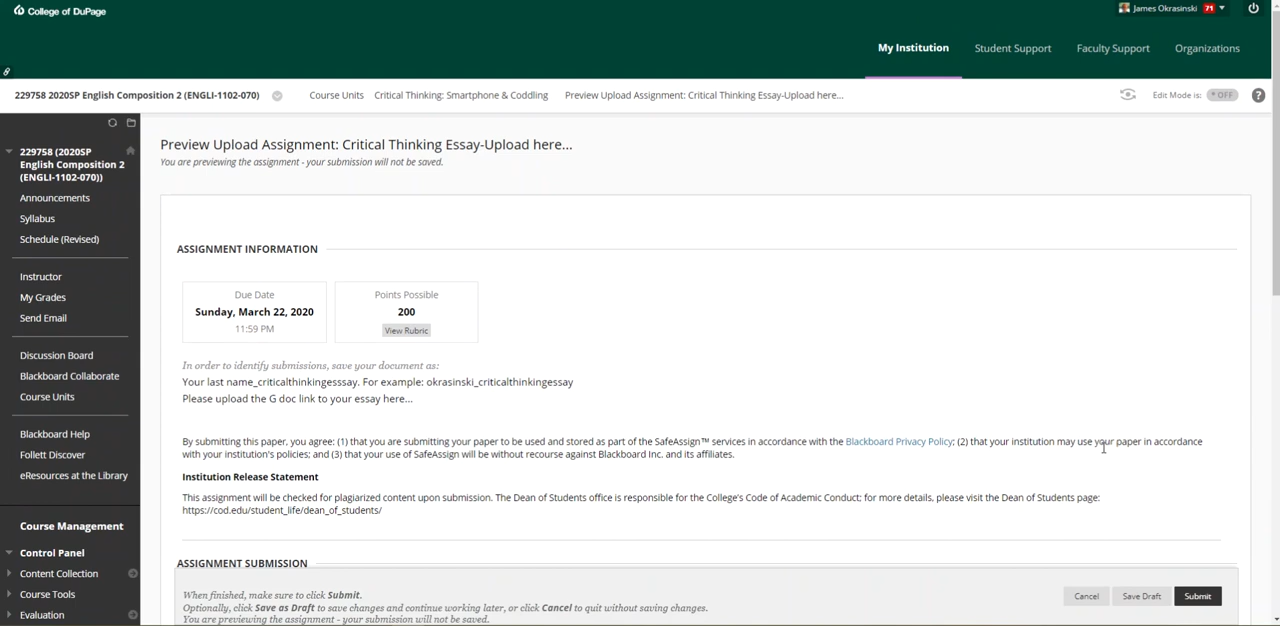 College of DuPage
James Okrasinski 71
My Institution
Student Support
Faculty Support
Organizations
229758 2020SP English Composition 2 (ENGLI-1102-070)
Course Units
Critical Thinking: Smartphone & Coddling
Preview Upload Assignment: Critical Thinking Essay-Upload here...
Edit Mode is:
OFF
?
229758 (2020SP
English Composition 2
(ENGLI-1102-070))
Announcements
Syllabus
Schedule (Revised)
Instructor
My Grades
Send Email
Discussion Board
Blackboard Collaborate
Course Units
Blackboard Help
Follett Discover
eResources at the Library
Course Management
Control Panel
Content Collection
Course Tools
Evaluation
Preview Upload Assignment: Critical Thinking Essay-Upload here...
You are previewing the assignment - your submission will not be saved.
ASSIGNMENT INFORMATION
Due Date
Sunday, March 22, 2020
11:59 PM
Points Possible
200
View Rubric
In order to identify submissions, save your document as:
Your last name_criticalthinkingesssay. For example: okrasinski_criticalthinkingessay
Please upload the G doc link to your essay here...
By submitting this paper, you agree: (1) that you are submitting your paper to be used and stored as part of the SafeAssign™ services in accordance with the Blackboard Privacy Policy; (2) that your institution may use your paper in accordance
with your institution's policies; and (3) that your use of SafeAssign will be without recourse against Blackboard Inc. and its affiliates.
Institution Release Statement
This assignment will be checked for plagiarized content upon submission. The Dean of Students office is responsible for the College's Code of Academic Conduct; for more details, please visit the Dean of Students page:
https://cod.edu/student_life/dean_of_students/
ASSIGNMENT SUBMISSION
When finished, make sure to click Submit.
Optionally, click Save as Draft to save changes and continue working later, or click Cancel to quit without saving changes.
You are previewing the assignment - your submission will not be saved.
Cancel
Save Draft
Submit